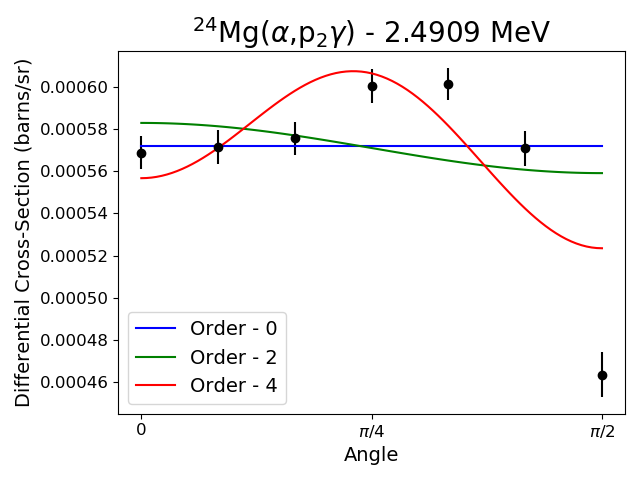 ²⁴Mg(α,p₂γ) - 2.4909 MeV
Differential Cross-Section (barns/sr)
0.00060
0.00058
0.00056
0.00054
0.00052
0.00050
0.00048
0.00046
Order - 0
Order - 2
Order - 4
0 π/4 π/2
Angle